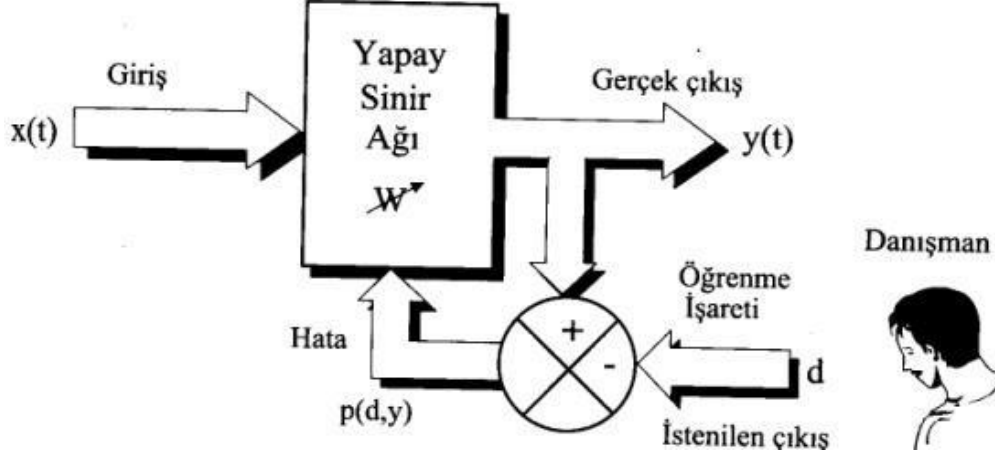 Giriş
x(t)
Yapay
Sinir
Ağı
W
Gerçek çıkış
y(t)
Danışman
Öğrenme
İşareti
Hata
+
-
d
p(d,y)
İstenilen çıkış